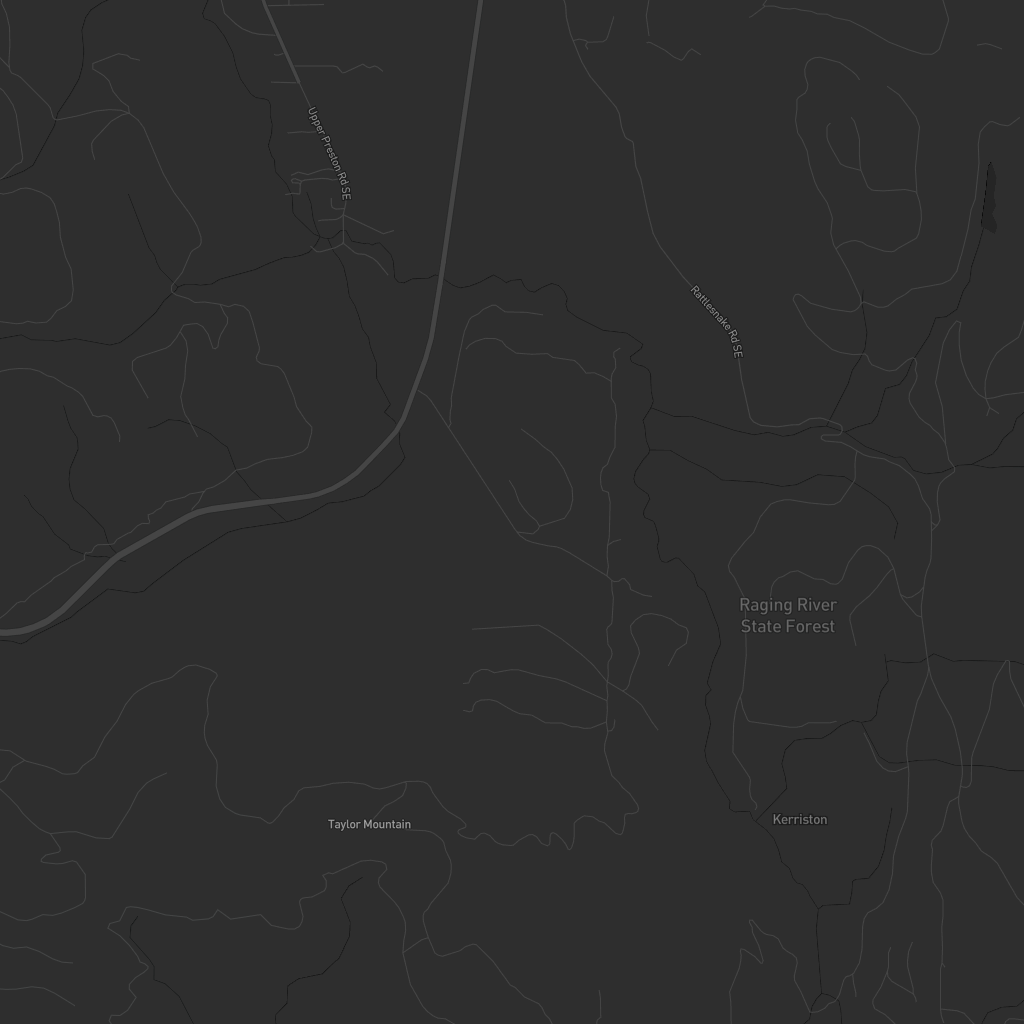 Upper Preston Rd SE
Rattlesnake Rd SE
Raging River
State Forest
Kerriston
Taylor Mountain